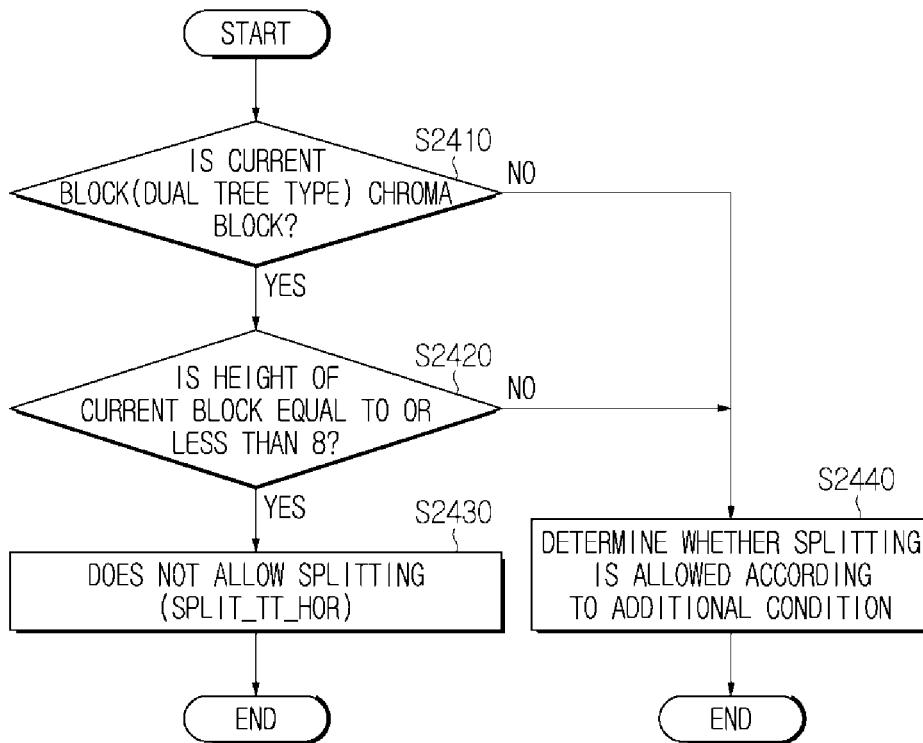 START
S2410
IS CURRENT
BLOCK(DUAL TREE TYPE) CHROMA
BLOCK?
NO
YES
S2420
IS HEIGHT OF
CURRENT BLOCK EQUAL TO OR
LESS THAN 8?
NO
YES
S2430
DOES NOT ALLOW SPLITTING
(SPLIT_TT_HOR)
S2440
DETERMINE WHETHER SPLITTING
IS ALLOWED ACCORDING
TO ADDITIONAL CONDITION
END
END